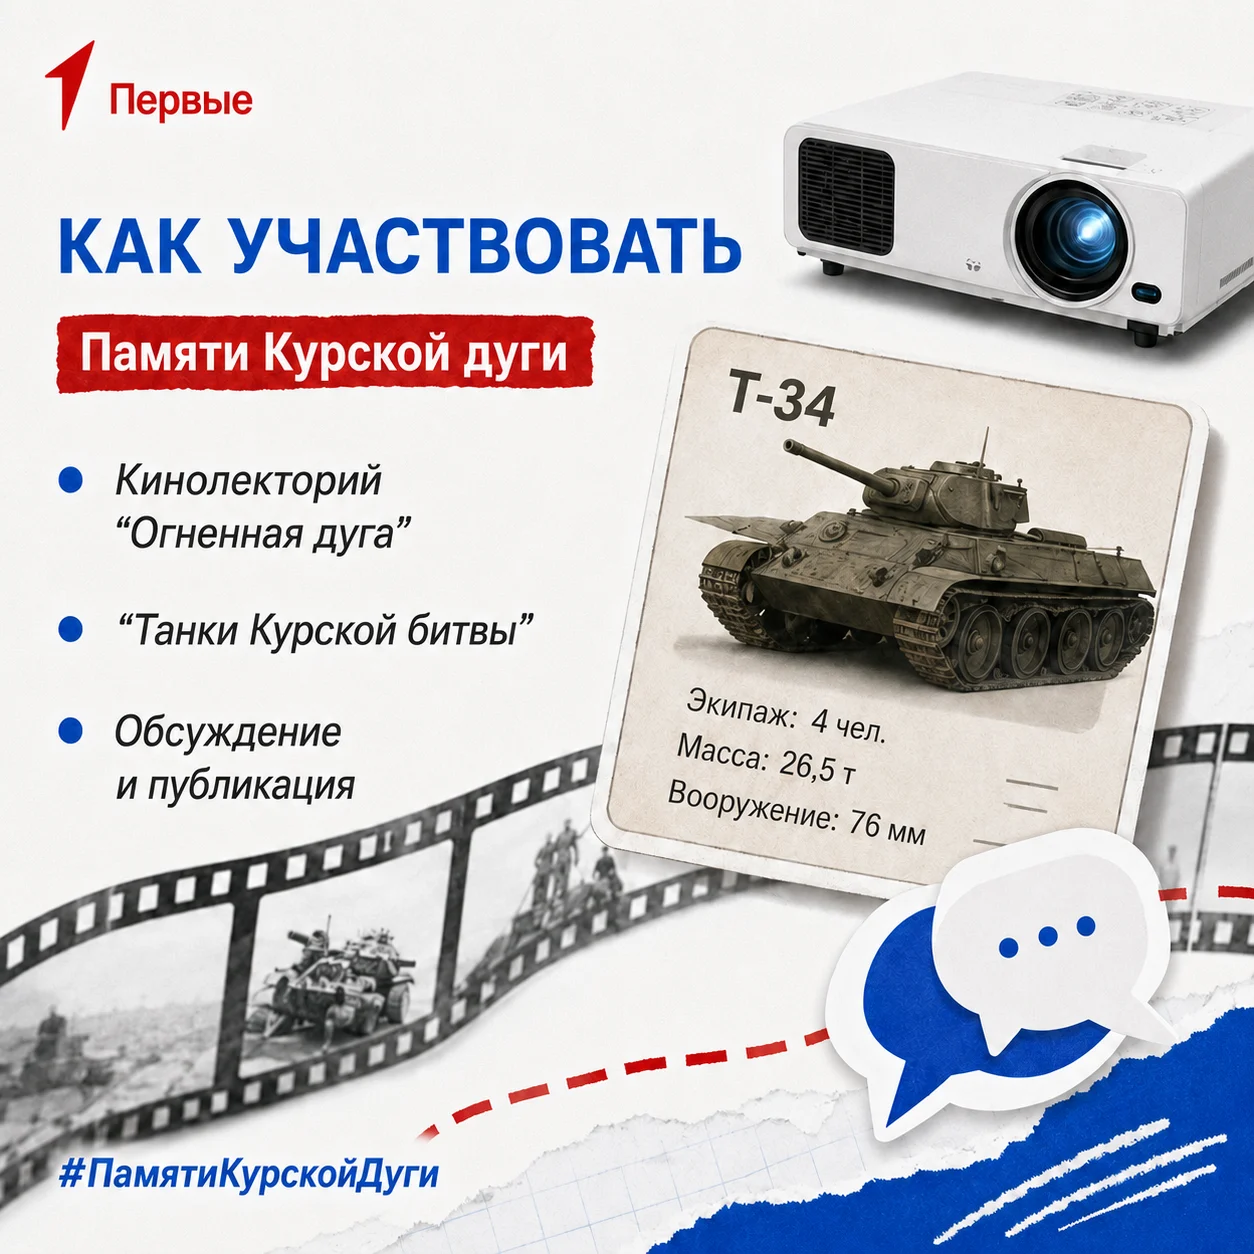 Первые
КАК УЧАСТВОВАТЬ
Памяти Курской дуги
Кинолекторий
“Огненная дуга”
“Танки Курской битвы”
Обсуждение
и публикация
Т-34
Экипаж: 4 чел.
Масса: 26,5 т
Вооружение: 76 мм
#ПамятиКурскойДуги